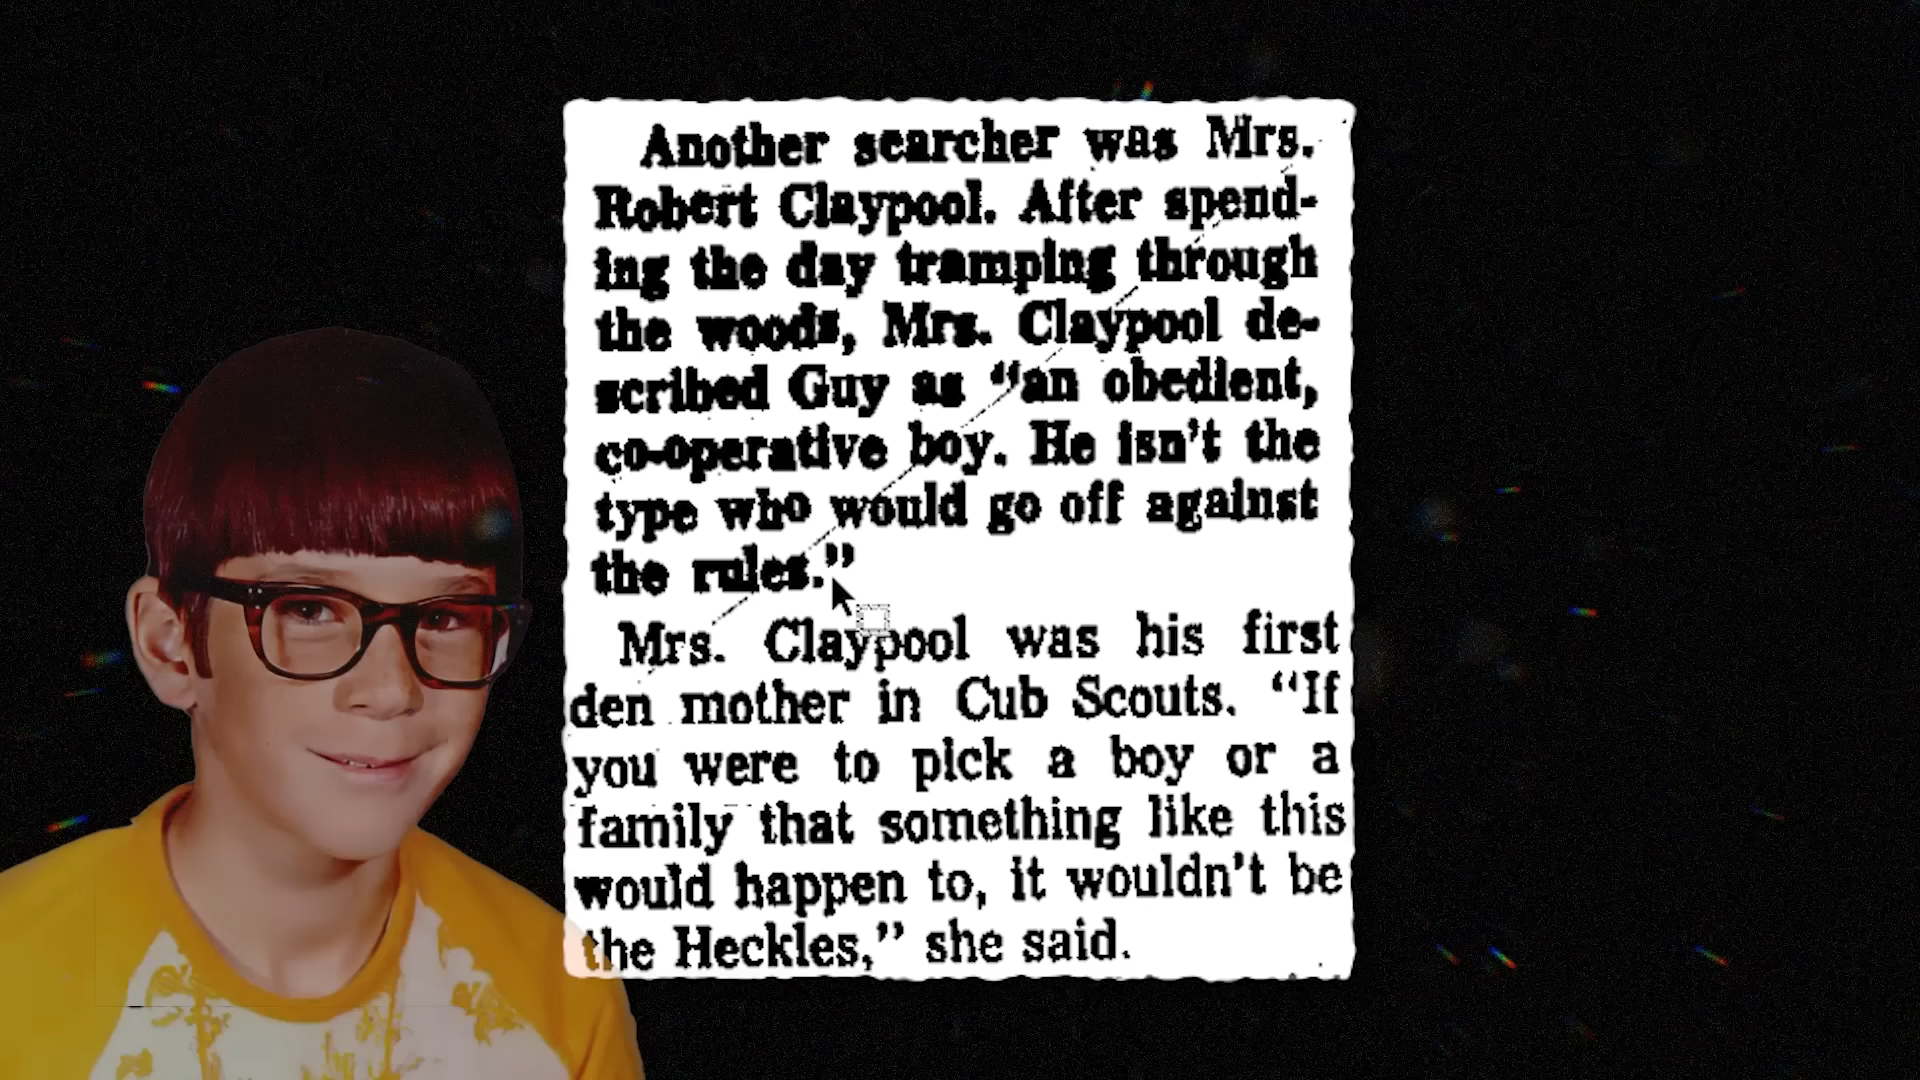 Another searcher was Mrs.
Robert Claypool. After spend-
ing the day tramping through
the woods, Mrs. Claypool de-
scribed Guy as “an obedient,
co-operative boy. He isn’t the
type who would go off against
the rules.”
Mrs. Claypool was his first
den mother in Cub Scouts. “If
you were to pick a boy or a
family that something like this
would happen to, it wouldn’t be
the Heckles,” she said.